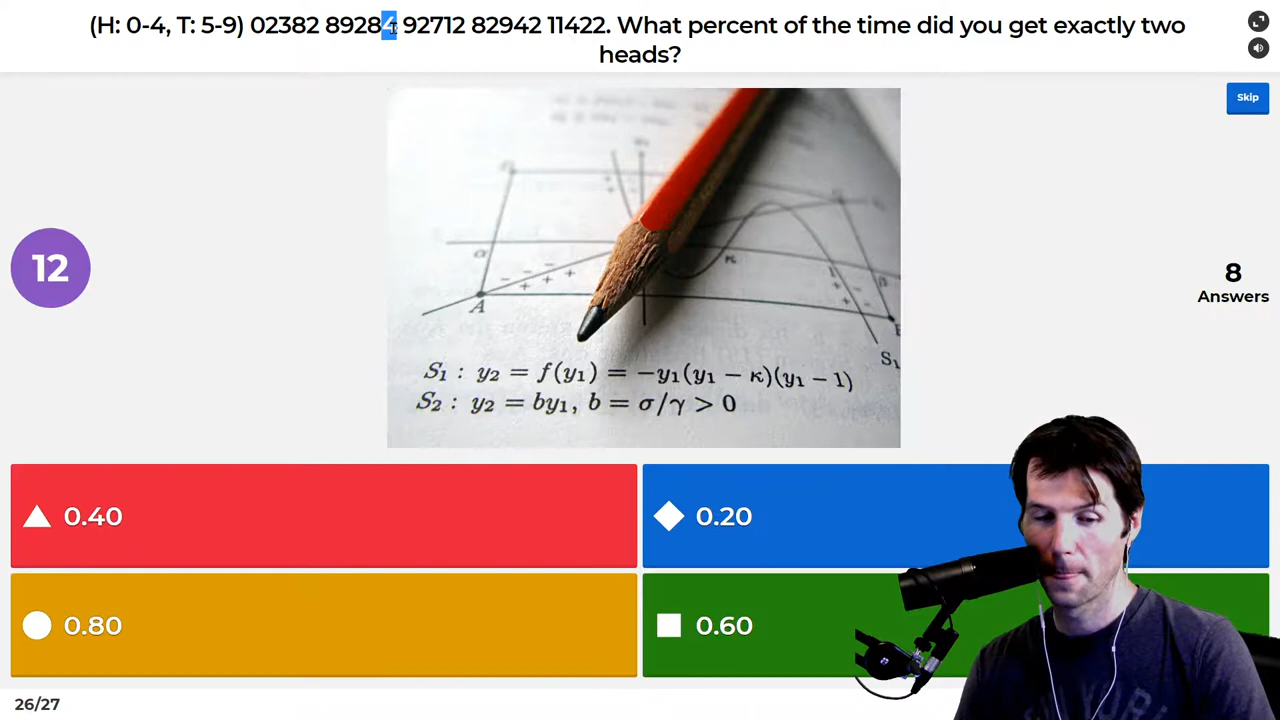 (H: 0-4, T: 5-9) 02382 89284 92712 82942 11422. What percent of the time did you get exactly two
heads?
Skip
12
8
Answers
α
κ
β
A
S₁
S₁ : y₂ = f(y₁) = −y₁(y₁ − κ)(y₁ − 1)
S₂ : y₂ = by₁, b = σ/γ > 0
0.40
0.20
0.80
0.60
26/27